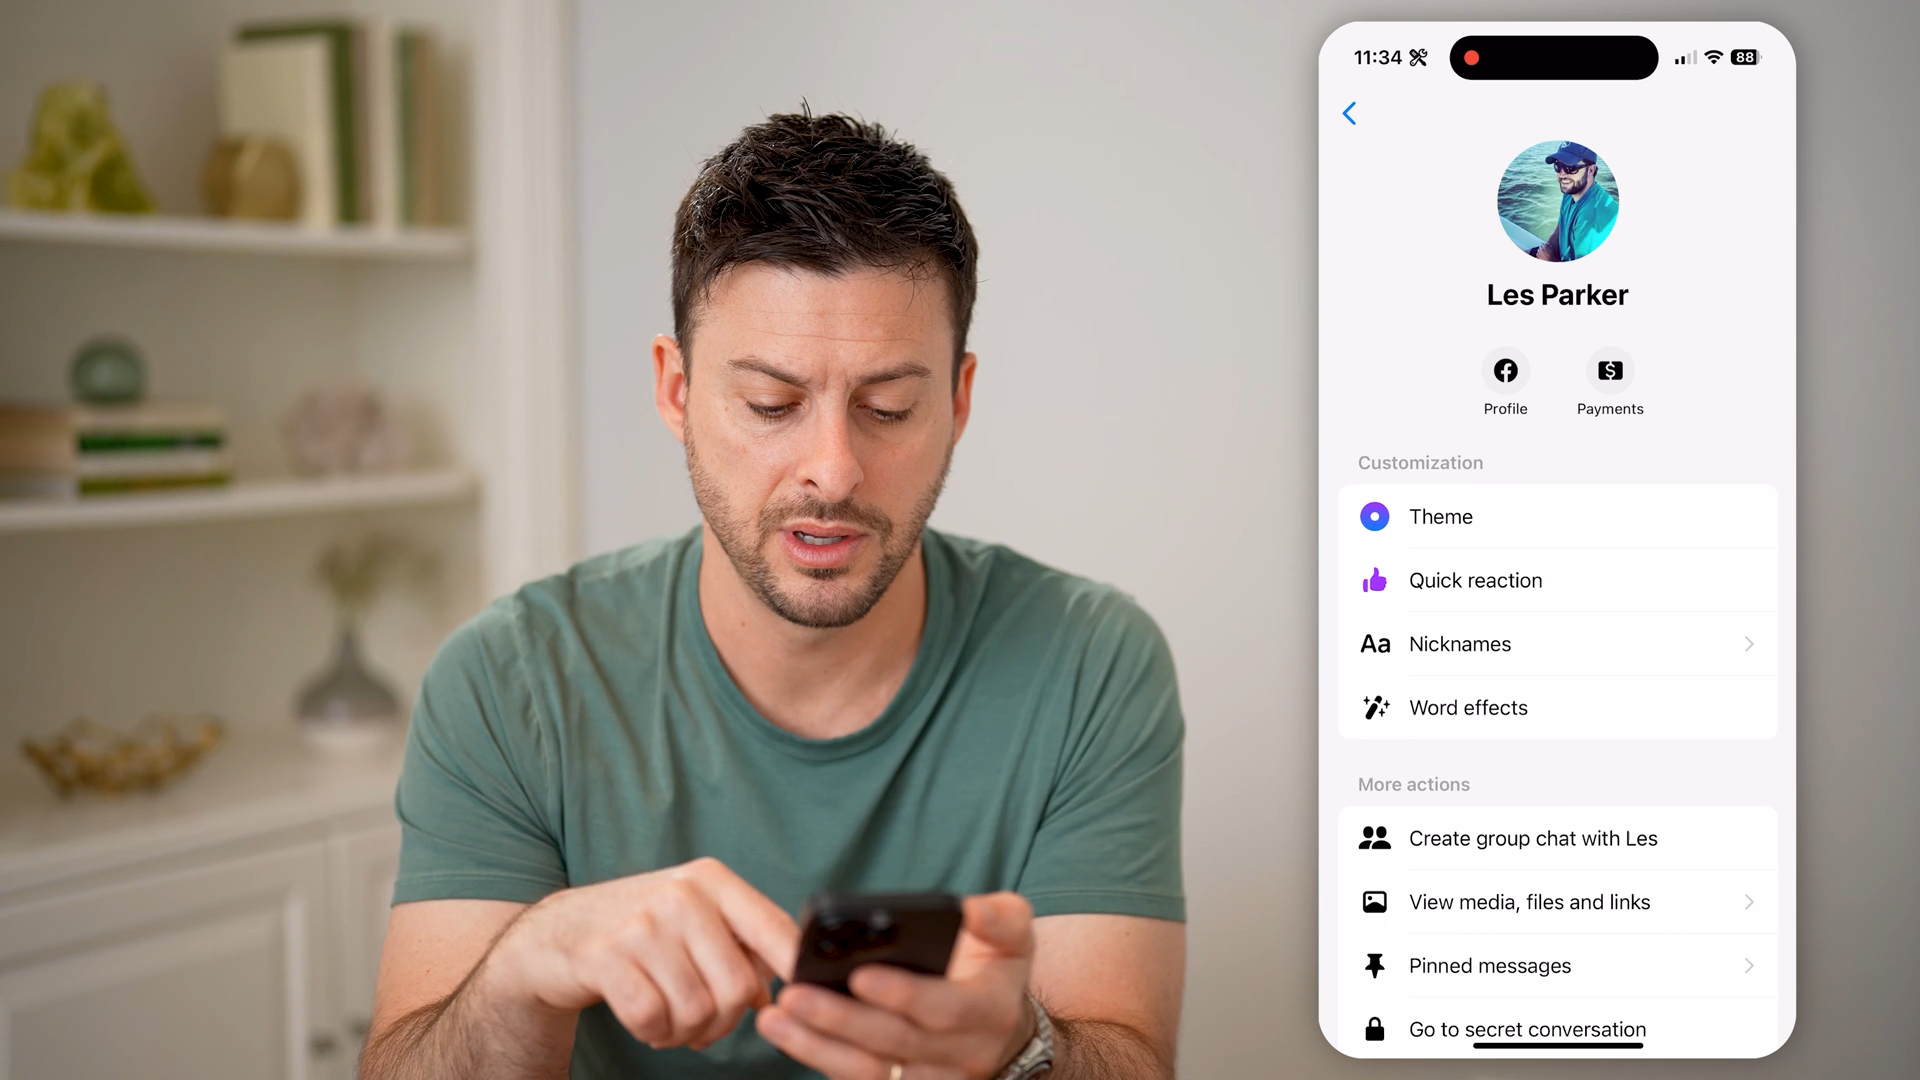 11:34
88
Les Parker
Profile
Payments
Customization
Theme
Quick reaction
Aa Nicknames
Word effects
More actions
Create group chat with Les
View media, files and links
Pinned messages
Go to secret conversation